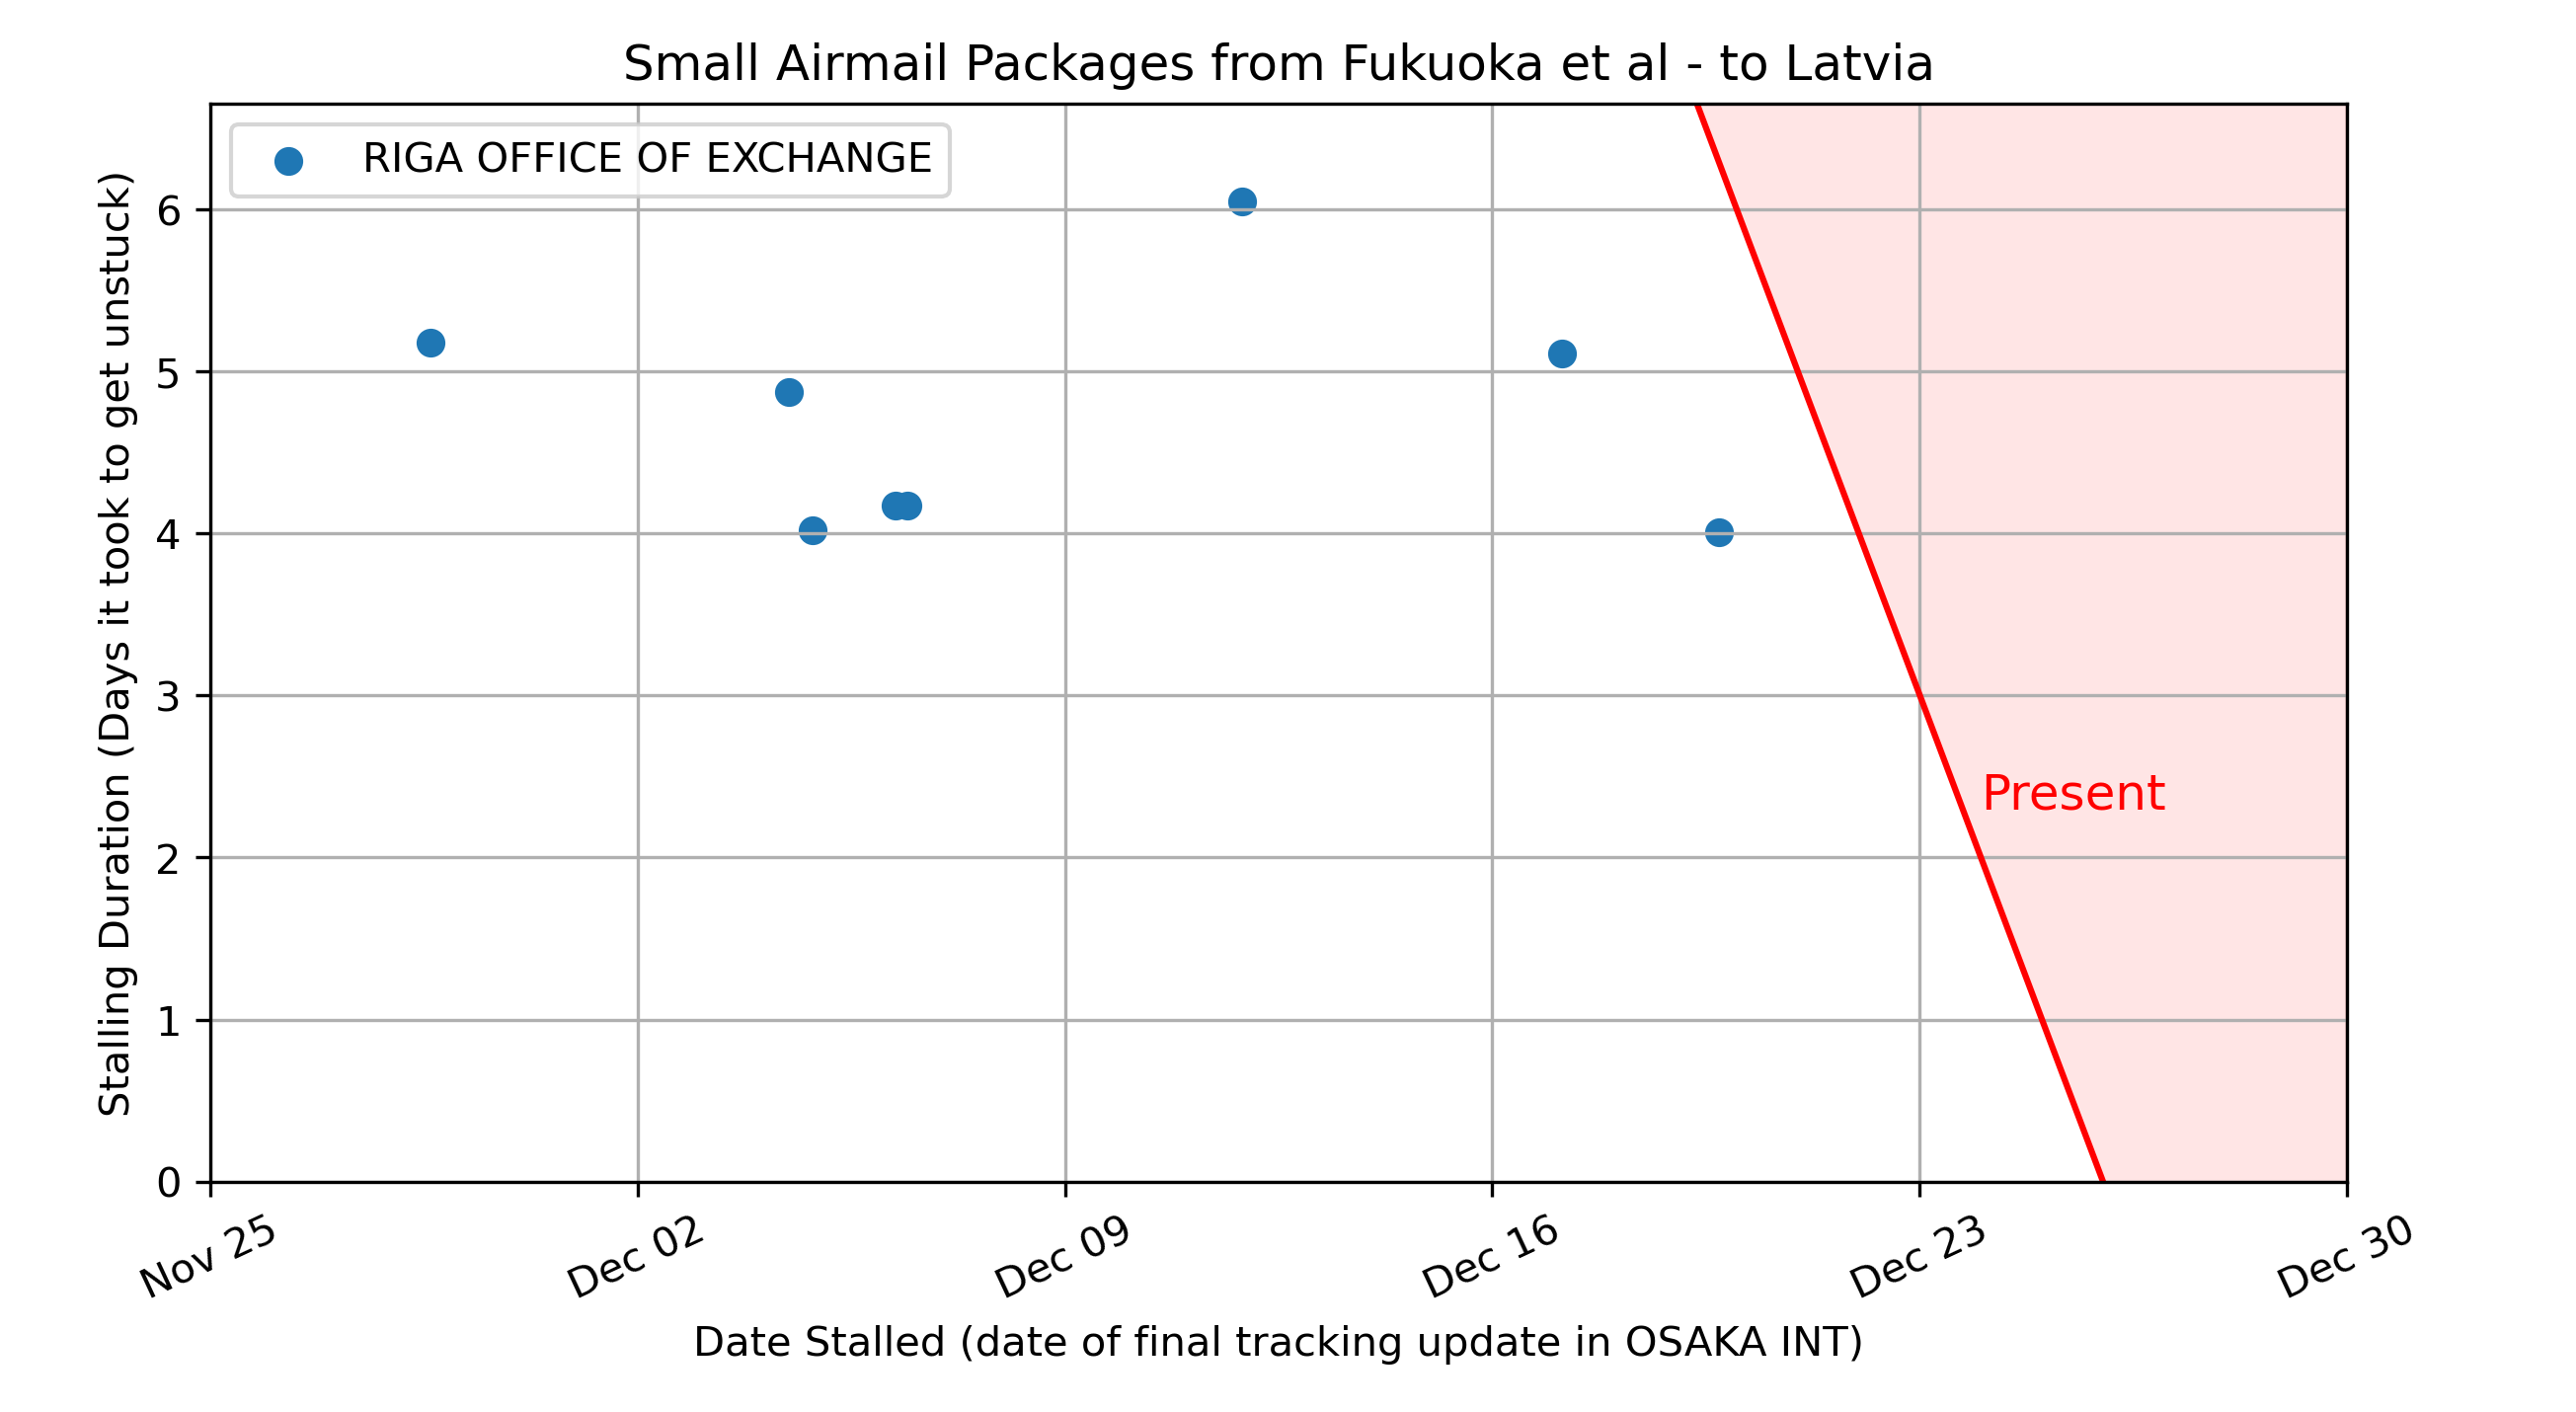 Small Airmail Packages from Fukuoka et al - to Latvia
RIGA OFFICE OF EXCHANGE
Stalling Duration (Days it took to get unstuck)
6
5
4
3
2
1
0
Present
Nov 25
Dec 02
Dec 09
Dec 16
Dec 23
Dec 30
Date Stalled (date of final tracking update in OSAKA INT)